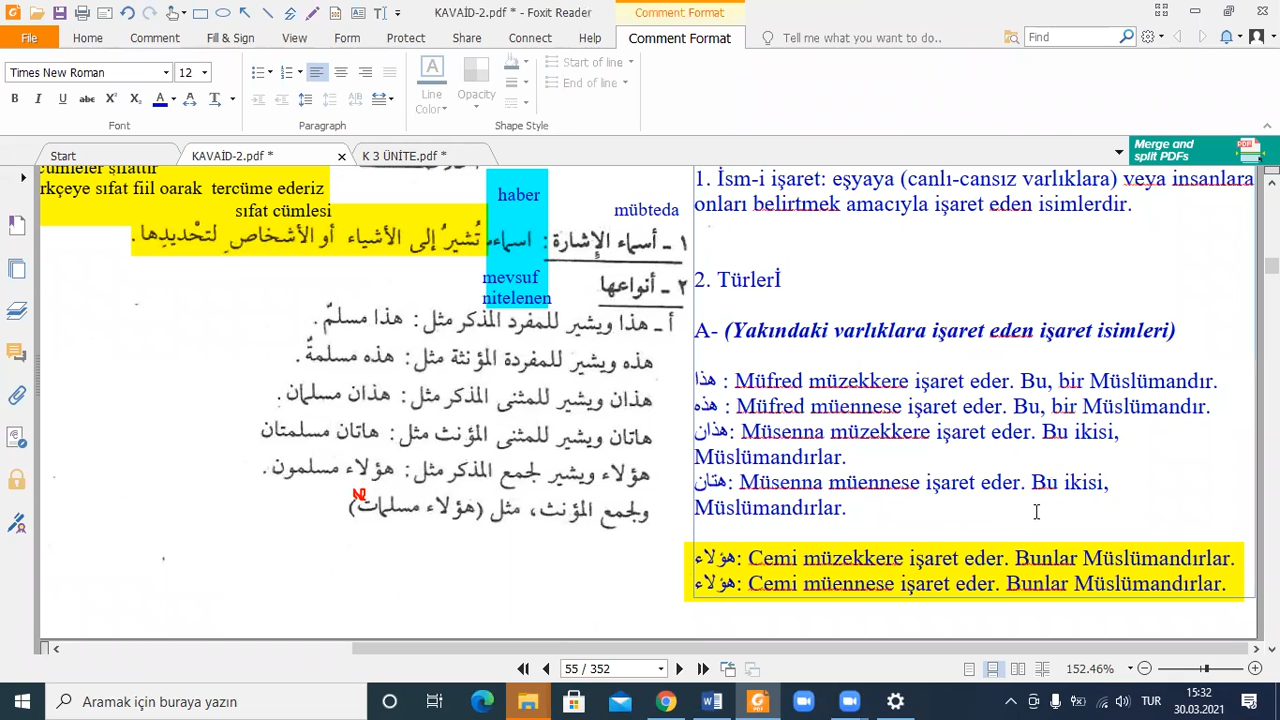 KAVAİD-2.pdf * - Foxit Reader
Comment Format
File
Home
Comment
Fill & Sign
View
Form
Protect
Share
Connect
Help
Comment Format
Tell me what you want to do..
Find
Times New Roman
12
Start of line
End of line
Line Color
Opacity
Font
Paragraph
Shape Style
Start
KAVAİD-2.pdf *
K 3 ÜNİTE.pdf *
Merge and split PDFs
cümleler sıfattır
rkçeye sıfat fiil oarak tercüme ederiz
sıfat cümlesi
haber
mübteda
١ ـ أسماء الإشارة : اسماء تُشيرُ إلى الأشياء أو الأشخاصِ لتحْديدِها .
mevsuf
nitelenen
٢ ـ أنواعها
أ ـ هذا ويشير للمفرد المذكر مثل : هذا مسلمٌ .
هذه ويشير للمفردة المؤنثة مثل : هذه مسلمةٌ .
هذان ويشير للمثنى المذكر مثل : هذان مسلمان .
هاتان ويشير للمثنى المؤنث مثل : هاتان مسلمتان
هؤلاء ويشير لجمع المذكر مثل : هؤلاء مسلمون .
ولجمع المؤنث، مثل (هؤلاء مسلمات)
1. İsm-i işaret: eşyaya (canlı-cansız varlıklara) veya insanlara
onları belirtmek amacıyla işaret eden isimlerdir.
2. Türlerİ
A- (Yakındaki varlıklara işaret eden işaret isimleri)
هذا : Müfred müzekkere işaret eder. Bu, bir Müslümandır.
هذه : Müfred müennese işaret eder. Bu, bir Müslümandır.
هذان: Müsenna müzekkere işaret eder. Bu ikisi,
Müslümandırlar.
هتان: Müsenna müennese işaret eder. Bu ikisi,
Müslümandırlar.
هؤلاء: Cemi müzekkere işaret eder. Bunlar Müslümandırlar.
هؤلاء: Cemi müennese işaret eder. Bunlar Müslümandırlar.
55 / 352
152.46%
Aramak için buraya yazın
TUR
15:32
30.03.2021